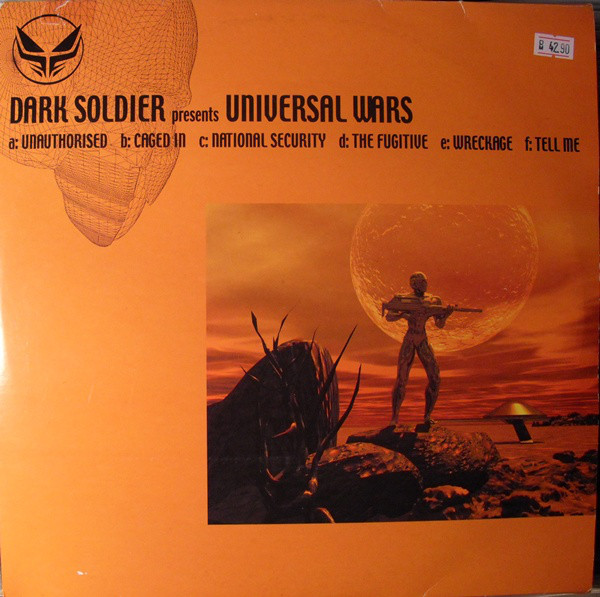 R 42.90
DARK SOLDIER presents UNIVERSAL WARS
a: UNAUTHORISED b: CAGED IN c: NATIONAL SECURITY d: THE FUGITIVE e: WRECKAGE f: TELL ME